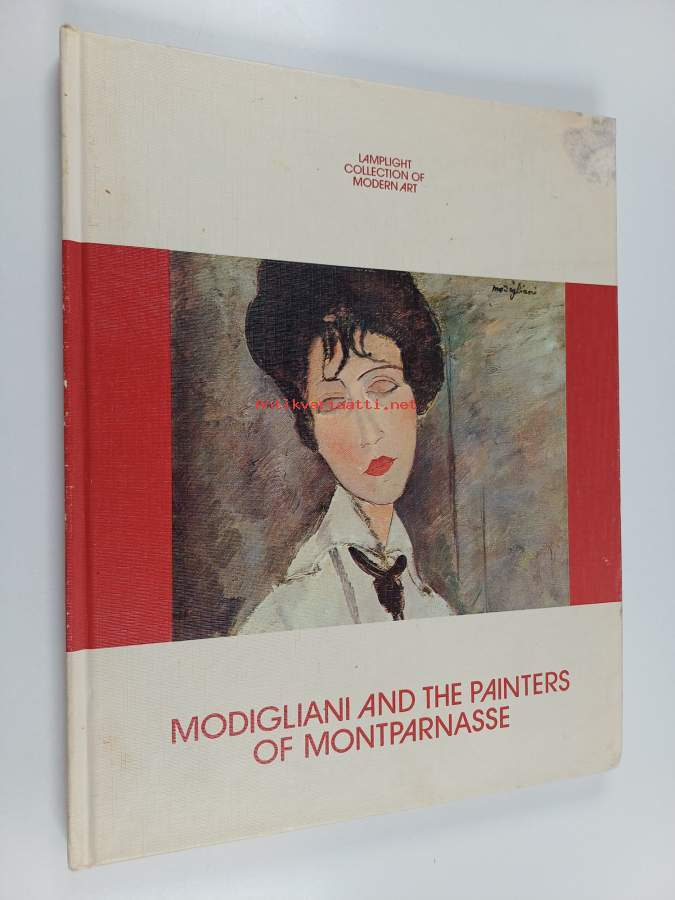 LAMPLIGHT
COLLECTION OF
MODERN ART
modigliani
Antikvariaatti.net
MODIGLIANI AND THE PAINTERS
OF MONTPARNASSE